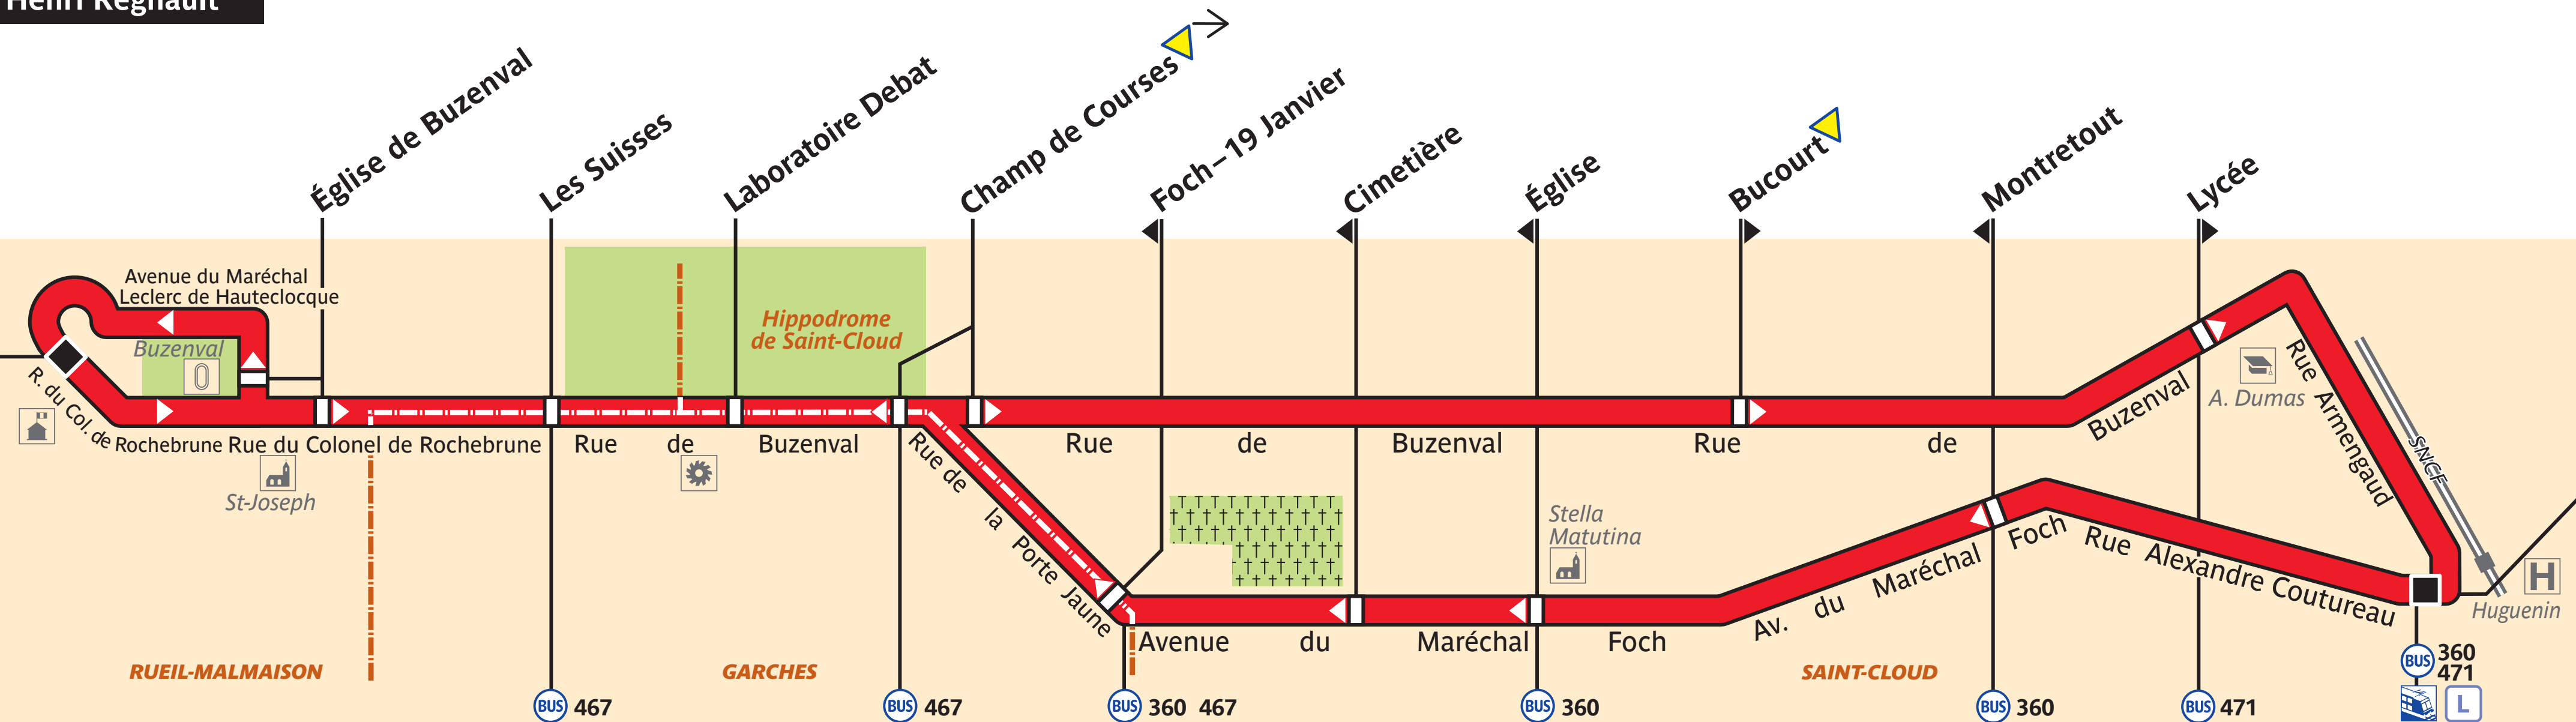 Henri Regnault
Église de Buzenval
Les Suisses
Laboratoire Debat
Champ de Courses
Foch–19 Janvier
Cimetière
Église
Bucourt
Montretout
Lycée
Avenue du Maréchal
Leclerc de Hauteclocque
Buzenval
R. du Col. de Rochebrune
Rue du Colonel de Rochebrune
St-Joseph
Hippodrome
de Saint-Cloud
Rue de Buzenval
Rue de la Porte Jaune
Rue de Buzenval
Rue de Buzenval
A. Dumas
Rue Armengaud
SNCF
Stella
Matutina
Avenue du Maréchal Foch
Av. du Maréchal Foch
Rue Alexandre Coutureau
H
Huguenin
RUEIL-MALMAISON
GARCHES
SAINT-CLOUD
BUS 467
BUS 467
BUS 360 467
BUS 360
BUS 360
BUS 471
BUS 360
471
L